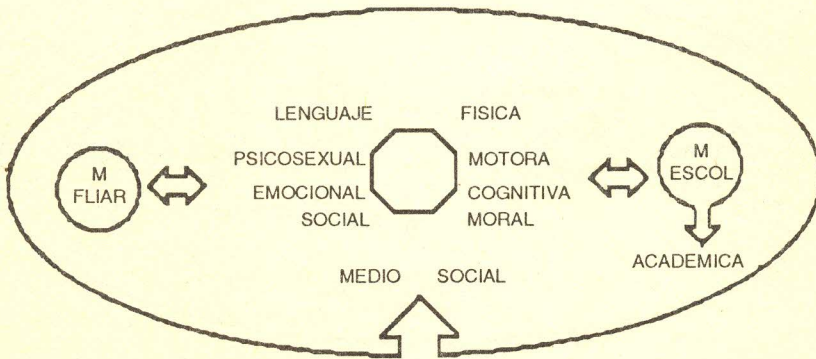 LENGUAJE FISICA
M
FLIAR
PSICOSEXUAL MOTORA
EMOCIONAL COGNITIVA
SOCIAL MORAL
M
ESCOL
ACADEMICA
MEDIO SOCIAL